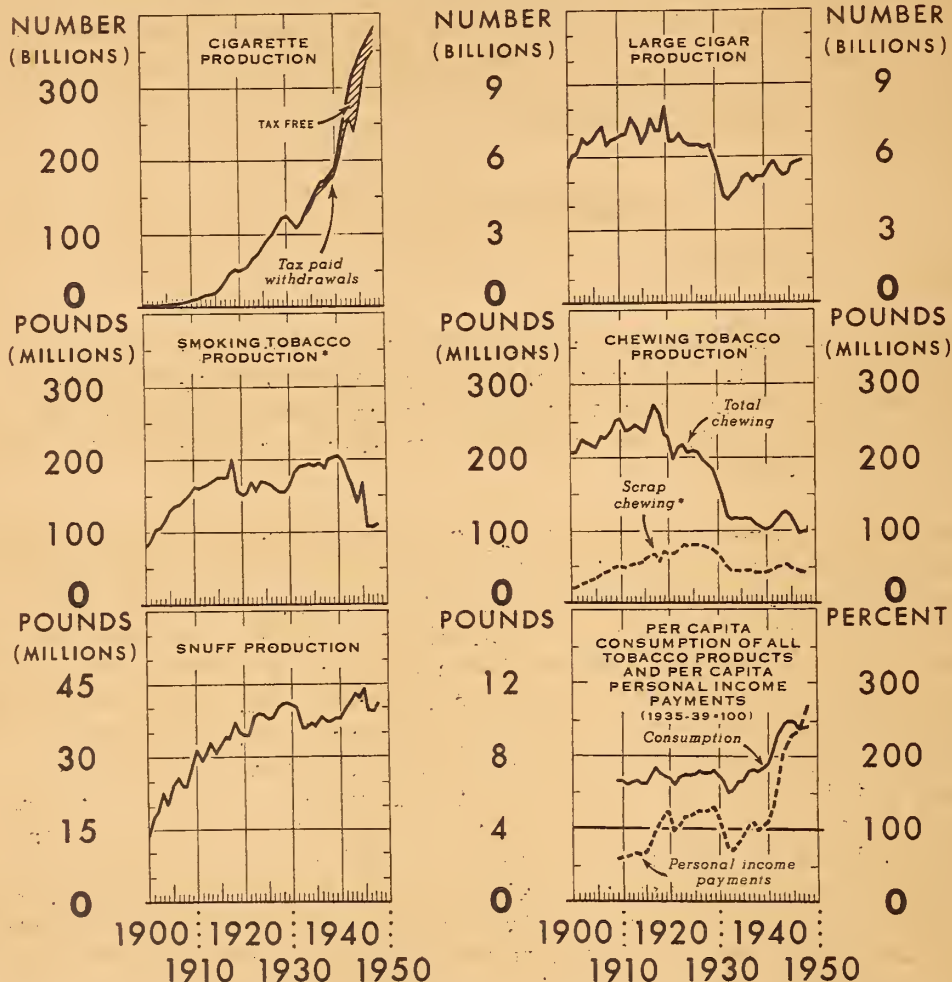 NUMBER
(BILLIONS)
300
200
100
0
CIGARETTE
PRODUCTION
TAX FREE
Tax paid
withdrawals
NUMBER
(BILLIONS)
9
6
3
0
LARGE CIGAR
PRODUCTION
NUMBER
(BILLIONS)
9
6
3
0
POUNDS
(MILLIONS)
300
200
100
0
SMOKING TOBACCO
PRODUCTION*
POUNDS
(MILLIONS)
300
200
100
0
CHEWING TOBACCO
PRODUCTION
Total
chewing
Scrap
chewing*
POUNDS
(MILLIONS)
300
200
100
0
POUNDS
(MILLIONS)
45
30
15
0
SNUFF PRODUCTION
POUNDS
12
8
4
0
PER CAPITA
CONSUMPTION OF ALL
TOBACCO PRODUCTS
AND PER CAPITA
PERSONAL INCOME
PAYMENTS
(1935-39=100)
Consumption
Personal income
payments
PERCENT
300
200
100
0
1900 1920 1940
1910 1930 1950
1900 1920 1940
1910 1930 1950